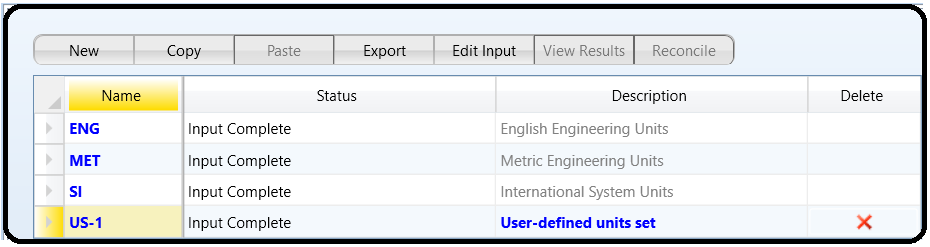 New Copy Paste Export Edit Input View Results Reconcile
Name Status Description Delete
ENG Input Complete English Engineering Units
MET Input Complete Metric Engineering Units
SI Input Complete International System Units
US-1 Input Complete User-defined units set